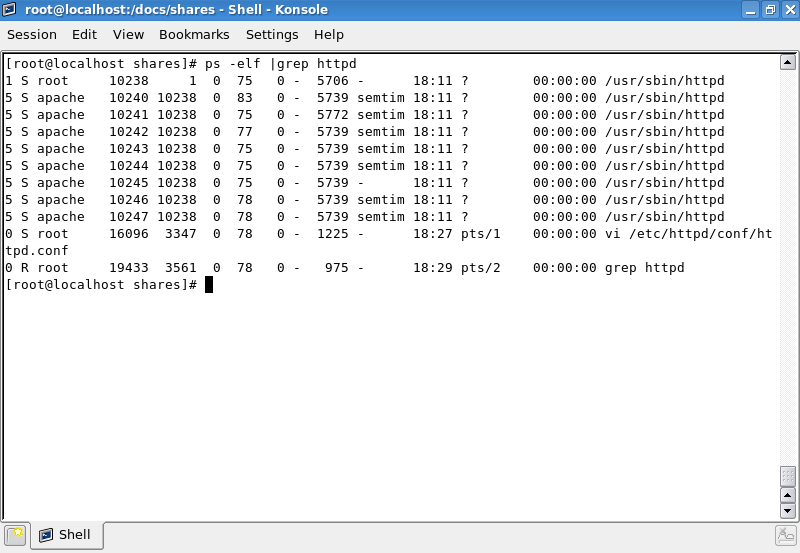 root@localhost:/docs/shares - Shell - Konsole
Session Edit View Bookmarks Settings Help
[root@localhost shares]# ps -elf |grep httpd
1 S root     10238     1  0  75   0 -  5706 -      18:11 ?        00:00:00 /usr/sbin/httpd
5 S apache   10240 10238  0  83   0 -  5739 semtim 18:11 ?        00:00:00 /usr/sbin/httpd
5 S apache   10241 10238  0  75   0 -  5772 semtim 18:11 ?        00:00:00 /usr/sbin/httpd
5 S apache   10242 10238  0  77   0 -  5739 semtim 18:11 ?        00:00:00 /usr/sbin/httpd
5 S apache   10243 10238  0  75   0 -  5739 semtim 18:11 ?        00:00:00 /usr/sbin/httpd
5 S apache   10244 10238  0  75   0 -  5739 semtim 18:11 ?        00:00:00 /usr/sbin/httpd
5 S apache   10245 10238  0  75   0 -  5739 -      18:11 ?        00:00:00 /usr/sbin/httpd
5 S apache   10246 10238  0  78   0 -  5739 semtim 18:11 ?        00:00:00 /usr/sbin/httpd
5 S apache   10247 10238  0  78   0 -  5739 semtim 18:11 ?        00:00:00 /usr/sbin/httpd
0 S root     16096  3347  0  78   0 -  1225 -      18:27 pts/1    00:00:00 vi /etc/httpd/conf/ht
tpd.conf
0 R root     19433  3561  0  78   0 -   975 -      18:29 pts/2    00:00:00 grep httpd
[root@localhost shares]#
Shell